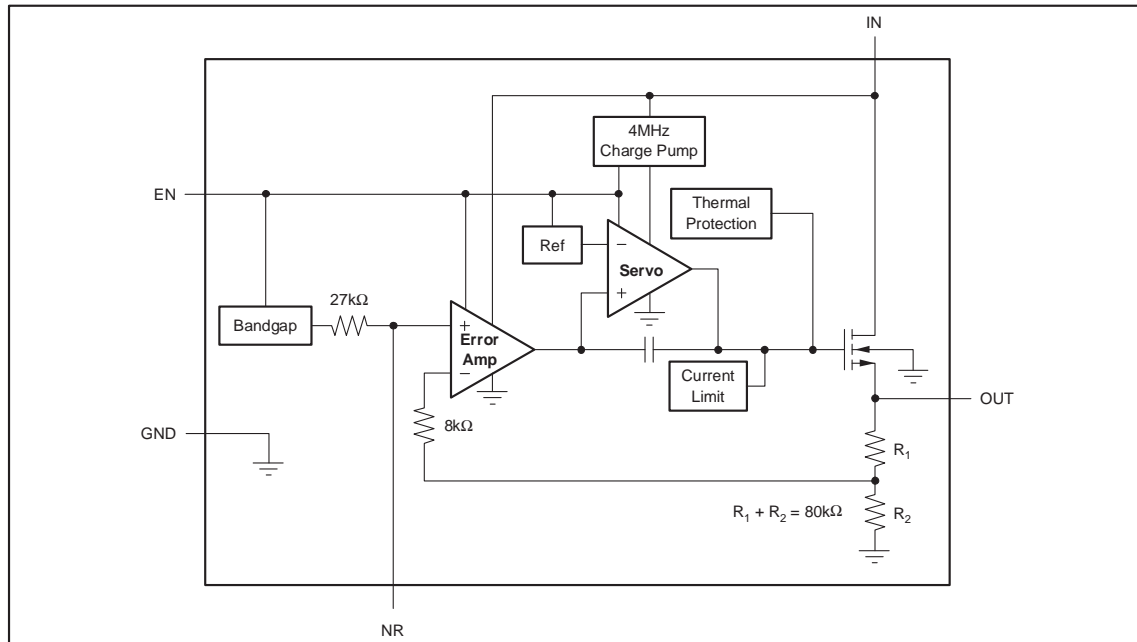 IN
4MHz
Charge Pump
EN
Thermal
Protection
Ref
−
Servo
+
27kΩ
Bandgap
+
Error
Amp
−
Current
Limit
OUT
8kΩ
GND
R1
R1 + R2 = 80kΩ
R2
NR